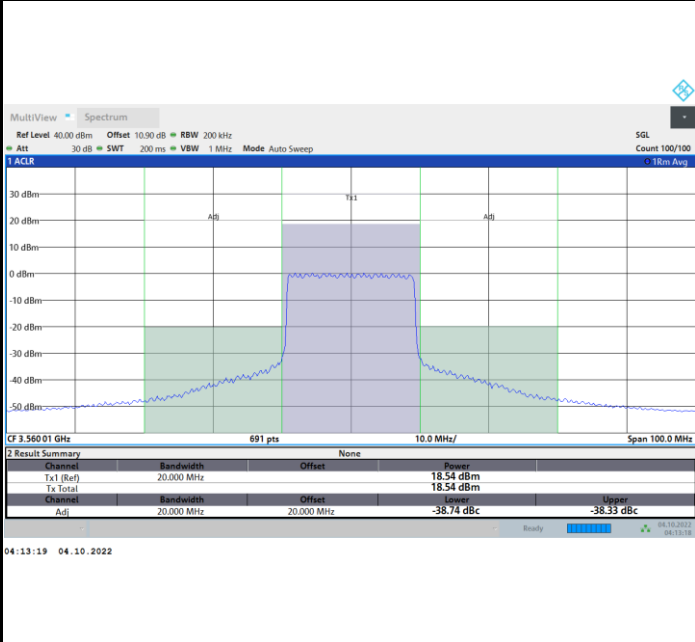 MultiView Spectrum
Ref Level 40.00 dBm Offset 10.90 dB RBW 200 kHz SGL
Att 30 dB SWT 200 ms VBW 1 MHz Mode Auto Sweep Count 100/100
1 ACLR 1Rm Avg
30 dBm
Tx1
20 dBm Adj Adj
10 dBm
0 dBm
-10 dBm
-20 dBm
-30 dBm
-40 dBm
-50 dBm
CF 3.560 01 GHz 691 pts 10.0 MHz/ Span 100.0 MHz
2 Result Summary None
Channel Bandwidth Offset Power
Tx1 (Ref) 20.000 MHz 18.54 dBm
Tx Total 18.54 dBm
Channel Bandwidth Offset Lower Upper
Adj 20.000 MHz 20.000 MHz -38.74 dBc -38.33 dBc
Ready 04.10.2022
04:13:18
04:13:19 04.10.2022